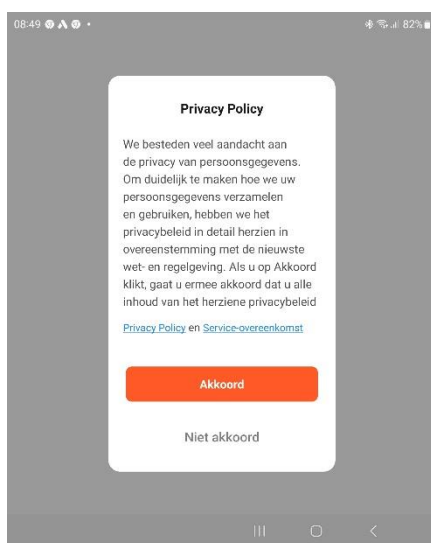 08:49
82%
Privacy Policy
We besteden veel aandacht aan
de privacy van persoonsgegevens.
Om duidelijk te maken hoe we uw
persoonsgegevens verzamelen
en gebruiken, hebben we het
privacybeleid in detail herzien in
overeenstemming met de nieuwste
wet- en regelgeving. Als u op Akkoord
klikt, gaat u ermee akkoord dat u alle
inhoud van het herziene privacybeleid
Privacy Policy en Service-overeenkomst
Akkoord
Niet akkoord